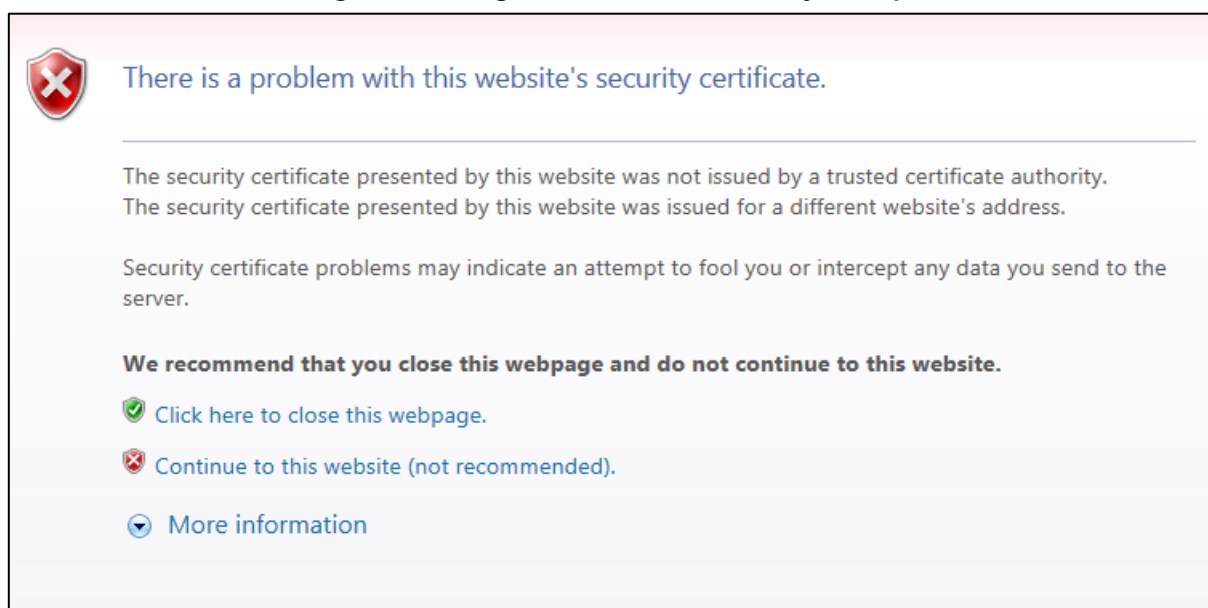 There is a problem with this website's security certificate.
The security certificate presented by this website was not issued by a trusted certificate authority.
The security certificate presented by this website was issued for a different website's address.
Security certificate problems may indicate an attempt to fool you or intercept any data you send to the
server.
We recommend that you close this webpage and do not continue to this website.
Click here to close this webpage.
Continue to this website (not recommended).
More information